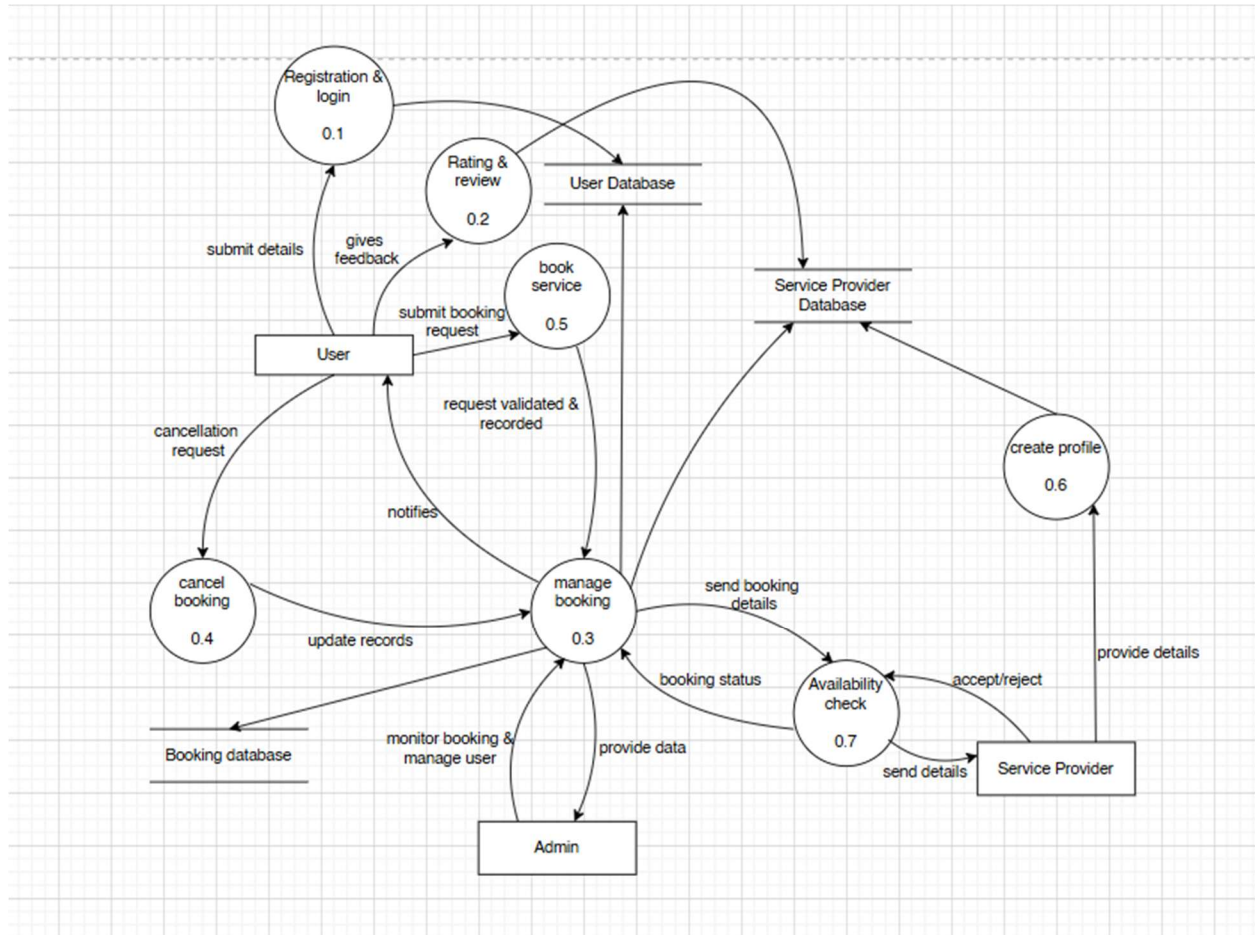 Registration &
login
0.1
Rating &
review
0.2
User Database
submit details
gives
feedback
book
service
0.5
Service Provider
Database
submit booking
request
User
request validated &
recorded
cancellation
request
create profile
0.6
notifies
cancel
booking
0.4
manage
booking
0.3
send booking
details
update records
provide details
booking status
Availability
check
0.7
accept/reject
Booking database
monitor booking &
manage user
provide data
send details
Service Provider
Admin